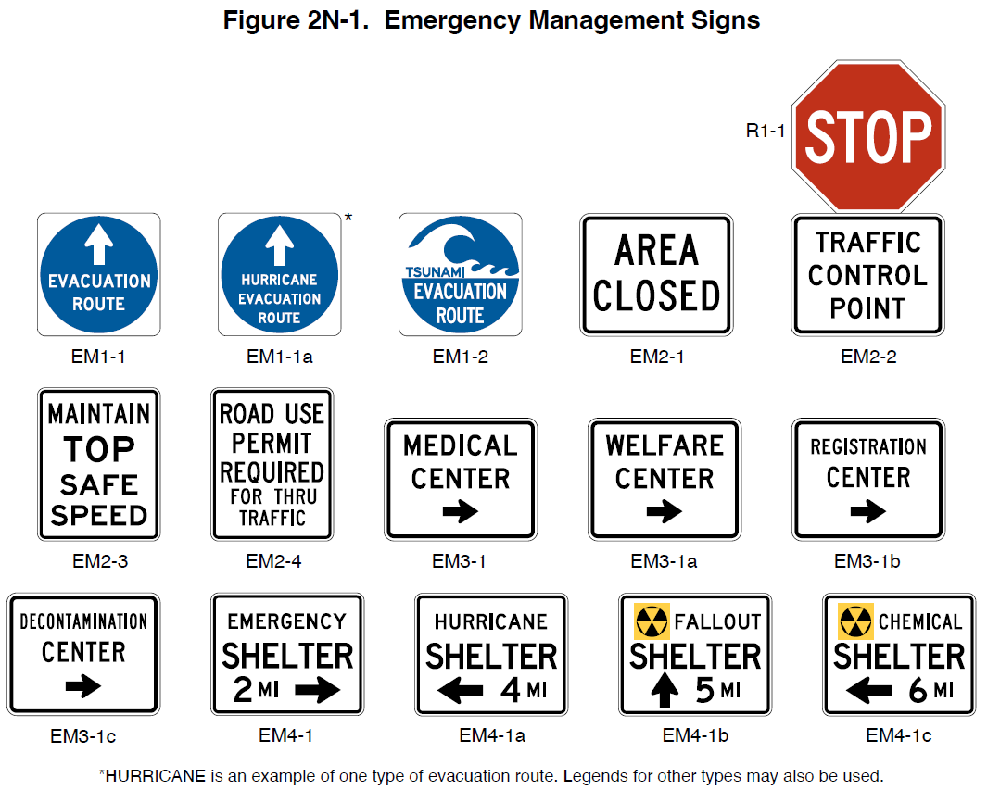 Figure 2N-1. Emergency Management Signs
R1-1
STOP
EVACUATION
ROUTE
EM1-1
*
HURRICANE
EVACUATION
ROUTE
EM1-1a
TSUNAMI
EVACUATION
ROUTE
EM1-2
AREA
CLOSED
EM2-1
TRAFFIC
CONTROL
POINT
EM2-2
MAINTAIN
TOP
SAFE
SPEED
EM2-3
ROAD USE
PERMIT
REQUIRED
FOR THRU
TRAFFIC
EM2-4
MEDICAL
CENTER
EM3-1
WELFARE
CENTER
EM3-1a
REGISTRATION
CENTER
EM3-1b
DECONTAMINATION
CENTER
EM3-1c
EMERGENCY
SHELTER
2 MI
EM4-1
HURRICANE
SHELTER
4 MI
EM4-1a
FALLOUT
SHELTER
5 MI
EM4-1b
CHEMICAL
SHELTER
6 MI
EM4-1c
*HURRICANE is an example of one type of evacuation route. Legends for other types may also be used.